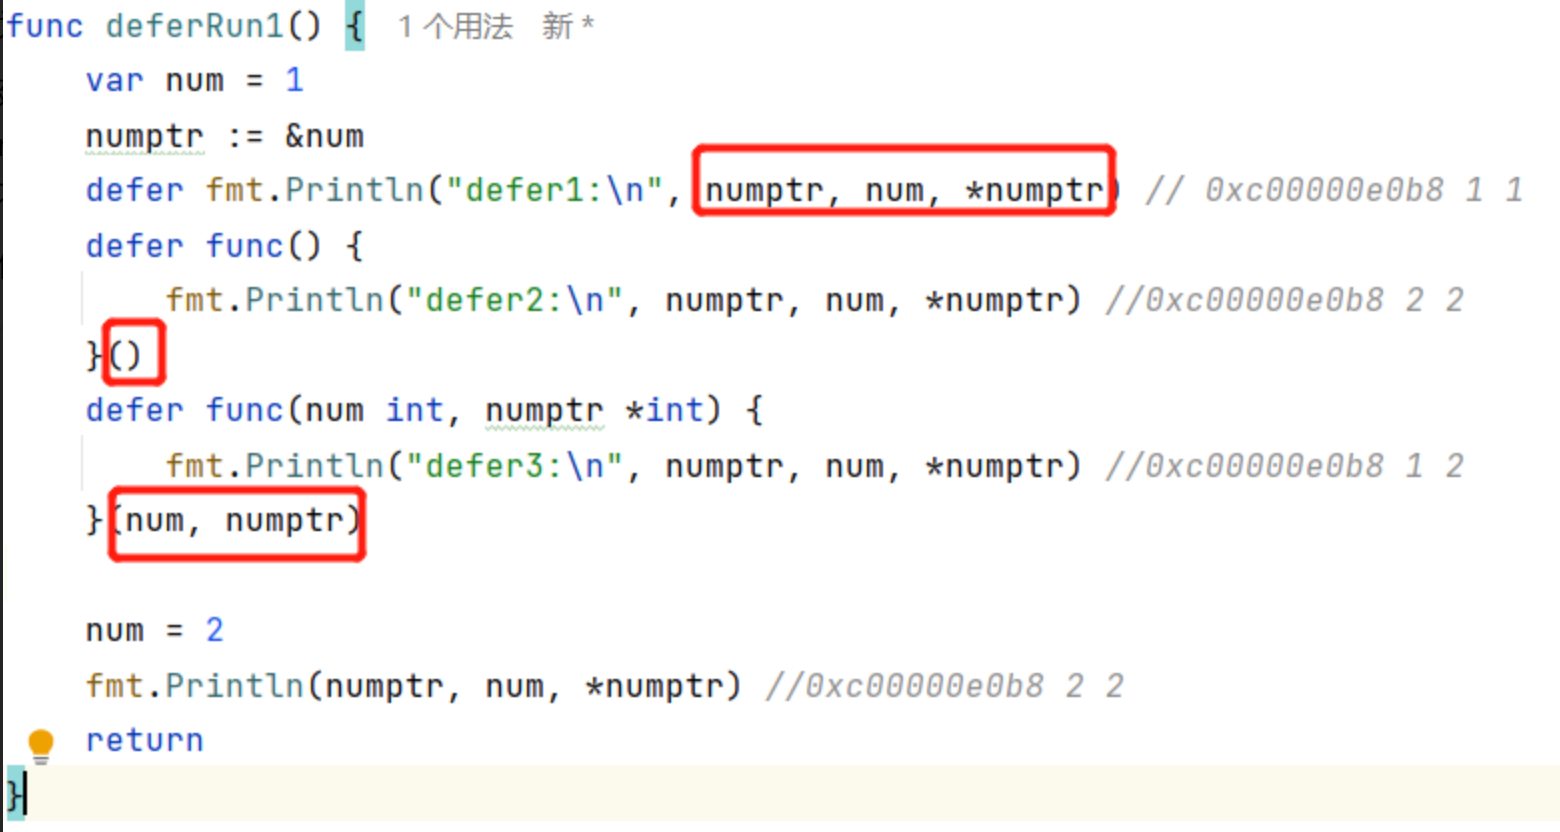 func deferRun1() { 1 个用法 新 *
var num = 1
numptr := &num
defer fmt.Println("defer1:\n", numptr, num, *numptr) // 0xc00000e0b8 1 1
defer func() {
fmt.Println("defer2:\n", numptr, num, *numptr) //0xc00000e0b8 2 2
}()
defer func(num int, numptr *int) {
fmt.Println("defer3:\n", numptr, num, *numptr) //0xc00000e0b8 1 2
}(num, numptr)
num = 2
fmt.Println(numptr, num, *numptr) //0xc00000e0b8 2 2
return
}